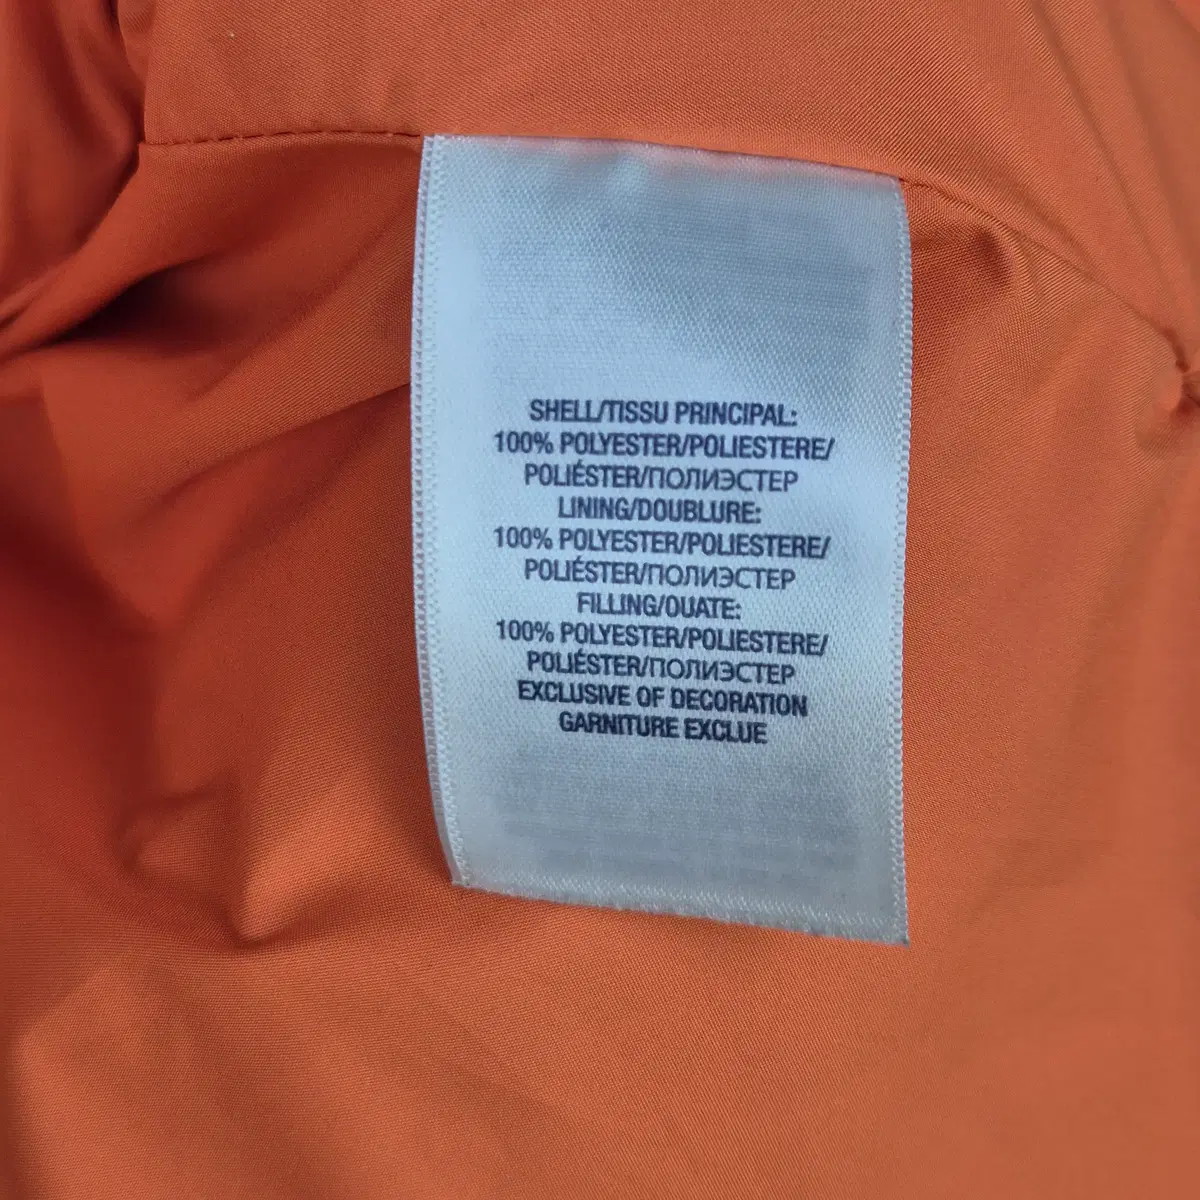 SHELL/TISSU PRINCIPAL:
100% POLYESTER/POLIESTERE/
POLIÉSTER/ПОЛИЭСТЕР
LINING/DOUBLURE:
100% POLYESTER/POLIESTERE/
POLIÉSTER/ПОЛИЭСТЕР
FILLING/OUATE:
100% POLYESTER/POLIESTERE/
POLIÉSTER/ПОЛИЭСТЕР
EXCLUSIVE OF DECORATION
GARNITURE EXCLUE